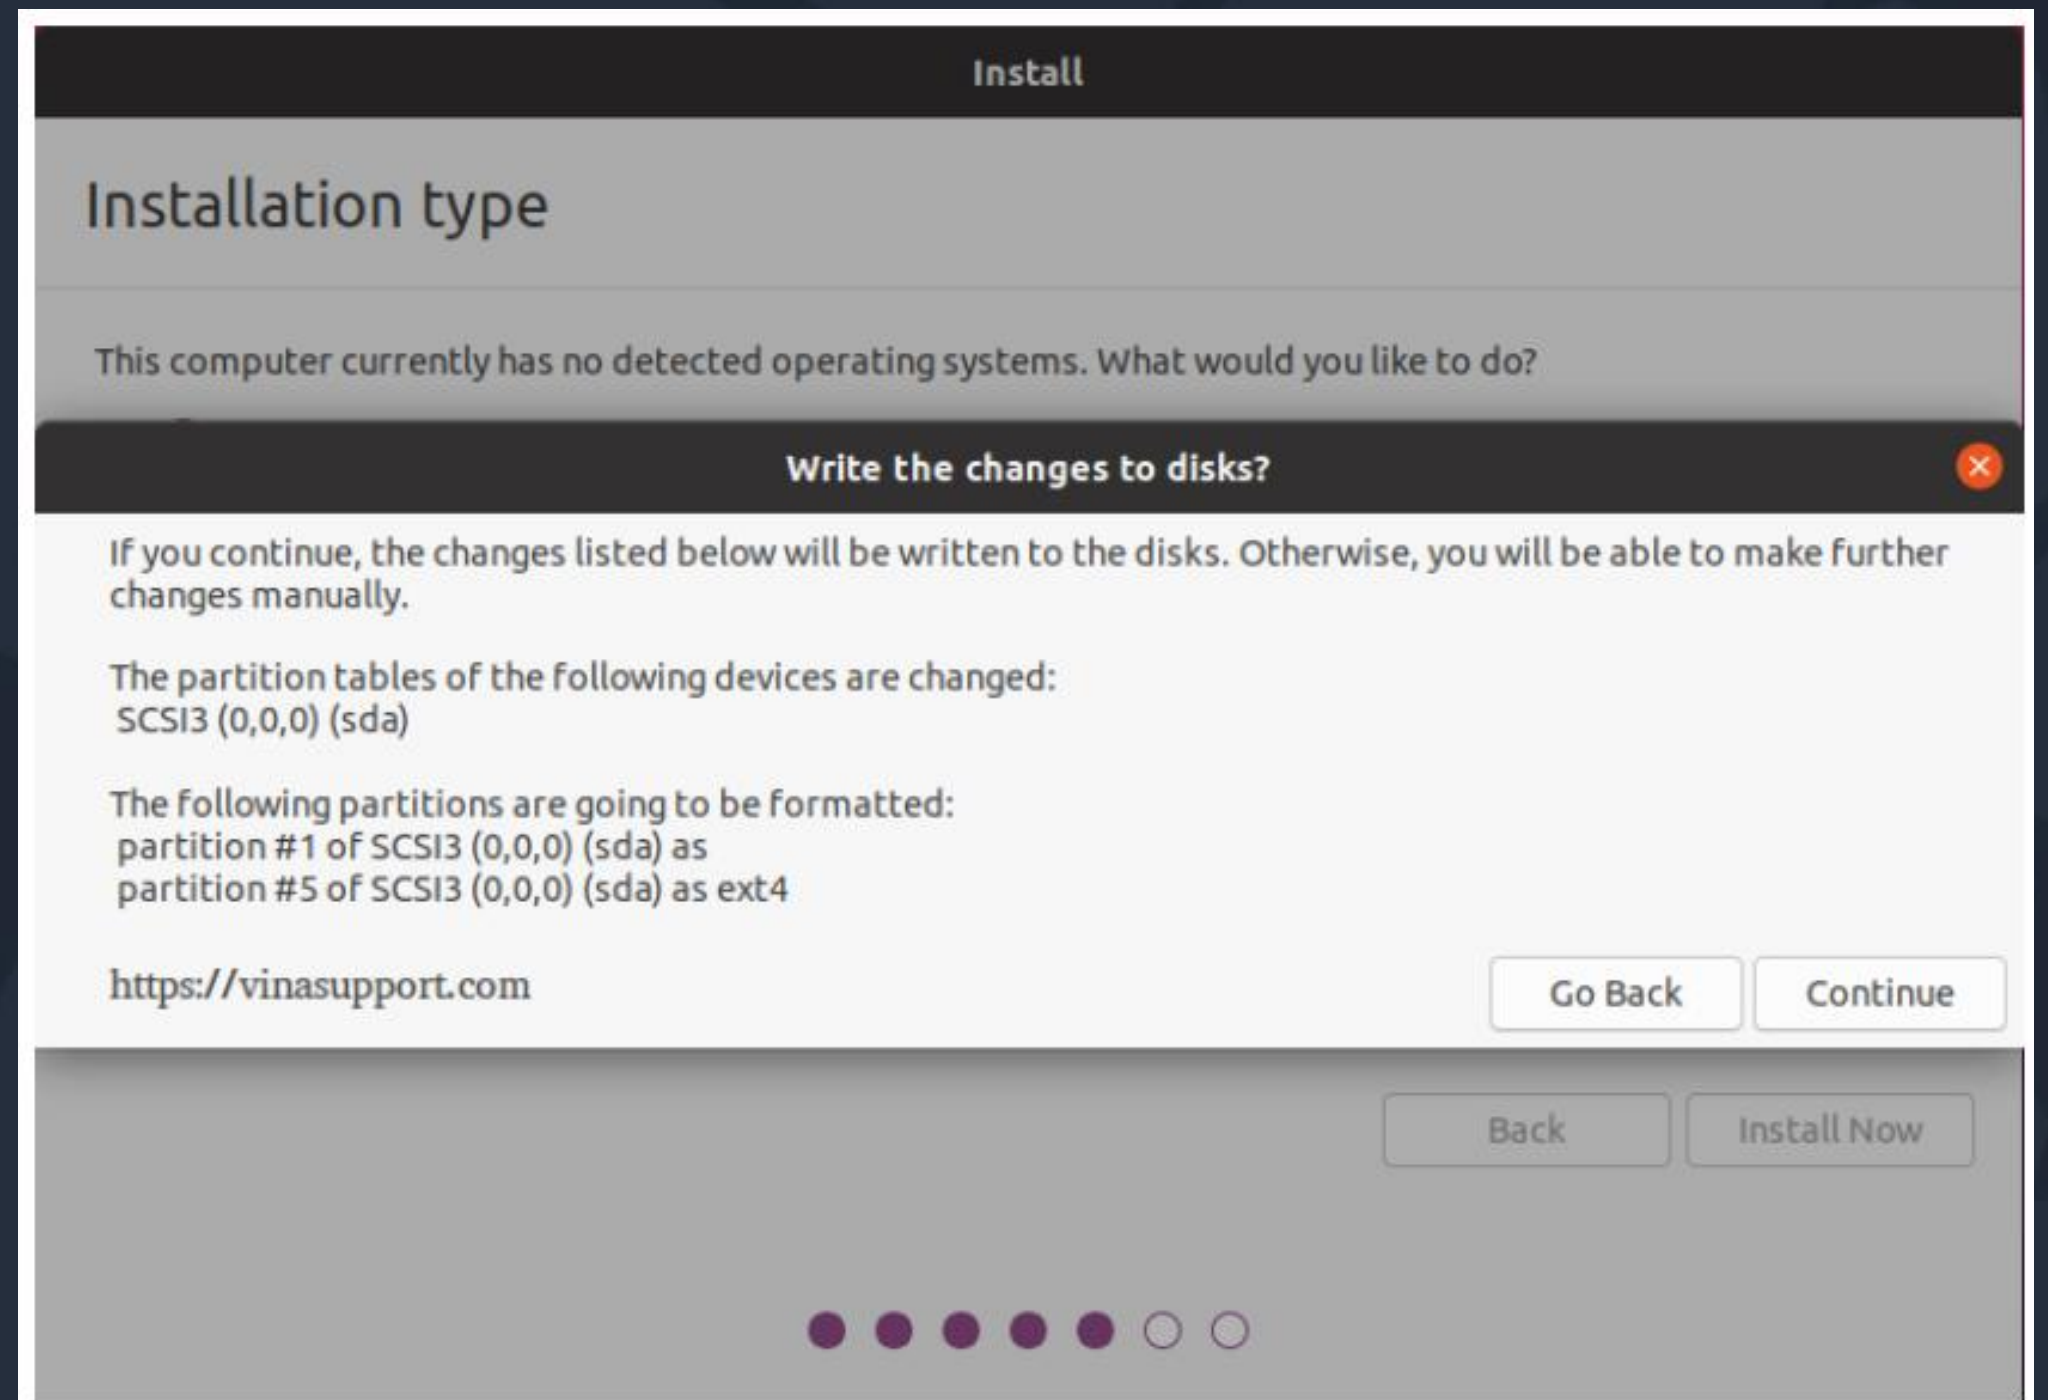 Install
Installation type
This computer currently has no detected operating systems. What would you like to do?
Write the changes to disks?
If you continue, the changes listed below will be written to the disks. Otherwise, you will be able to make further
changes manually.
The partition tables of the following devices are changed:
SCSI3 (0,0,0) (sda)
The following partitions are going to be formatted:
partition #1 of SCSI3 (0,0,0) (sda) as
partition #5 of SCSI3 (0,0,0) (sda) as ext4
https://vinasupport.com
Go Back
Continue
Back
Install Now